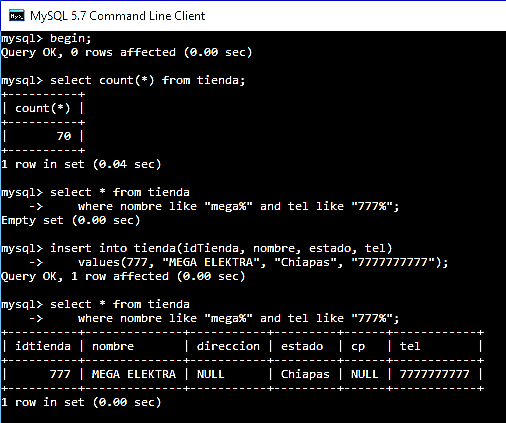 MySQL 5.7 Command Line Client
mysql> begin;
Query OK, 0 rows affected (0.00 sec)
mysql> select count(*) from tienda;
+----------+
| count(*) |
+----------+
|       70 |
+----------+
1 row in set (0.04 sec)
mysql> select * from tienda
    ->     where nombre like "mega%" and tel like "777%";
Empty set (0.00 sec)
mysql> insert into tienda(idTienda, nombre, estado, tel)
    ->     values(777, "MEGA ELEKTRA", "Chiapas", "7777777777");
Query OK, 1 row affected (0.00 sec)
mysql> select * from tienda
    ->     where nombre like "mega%" and tel like "777%";
+----------+--------------+-----------+---------+------+------------+
| idtienda | nombre       | direccion | estado  | cp   | tel        |
+----------+--------------+-----------+---------+------+------------+
|      777 | MEGA ELEKTRA | NULL      | Chiapas | NULL | 7777777777 |
+----------+--------------+-----------+---------+------+------------+
1 row in set (0.00 sec)